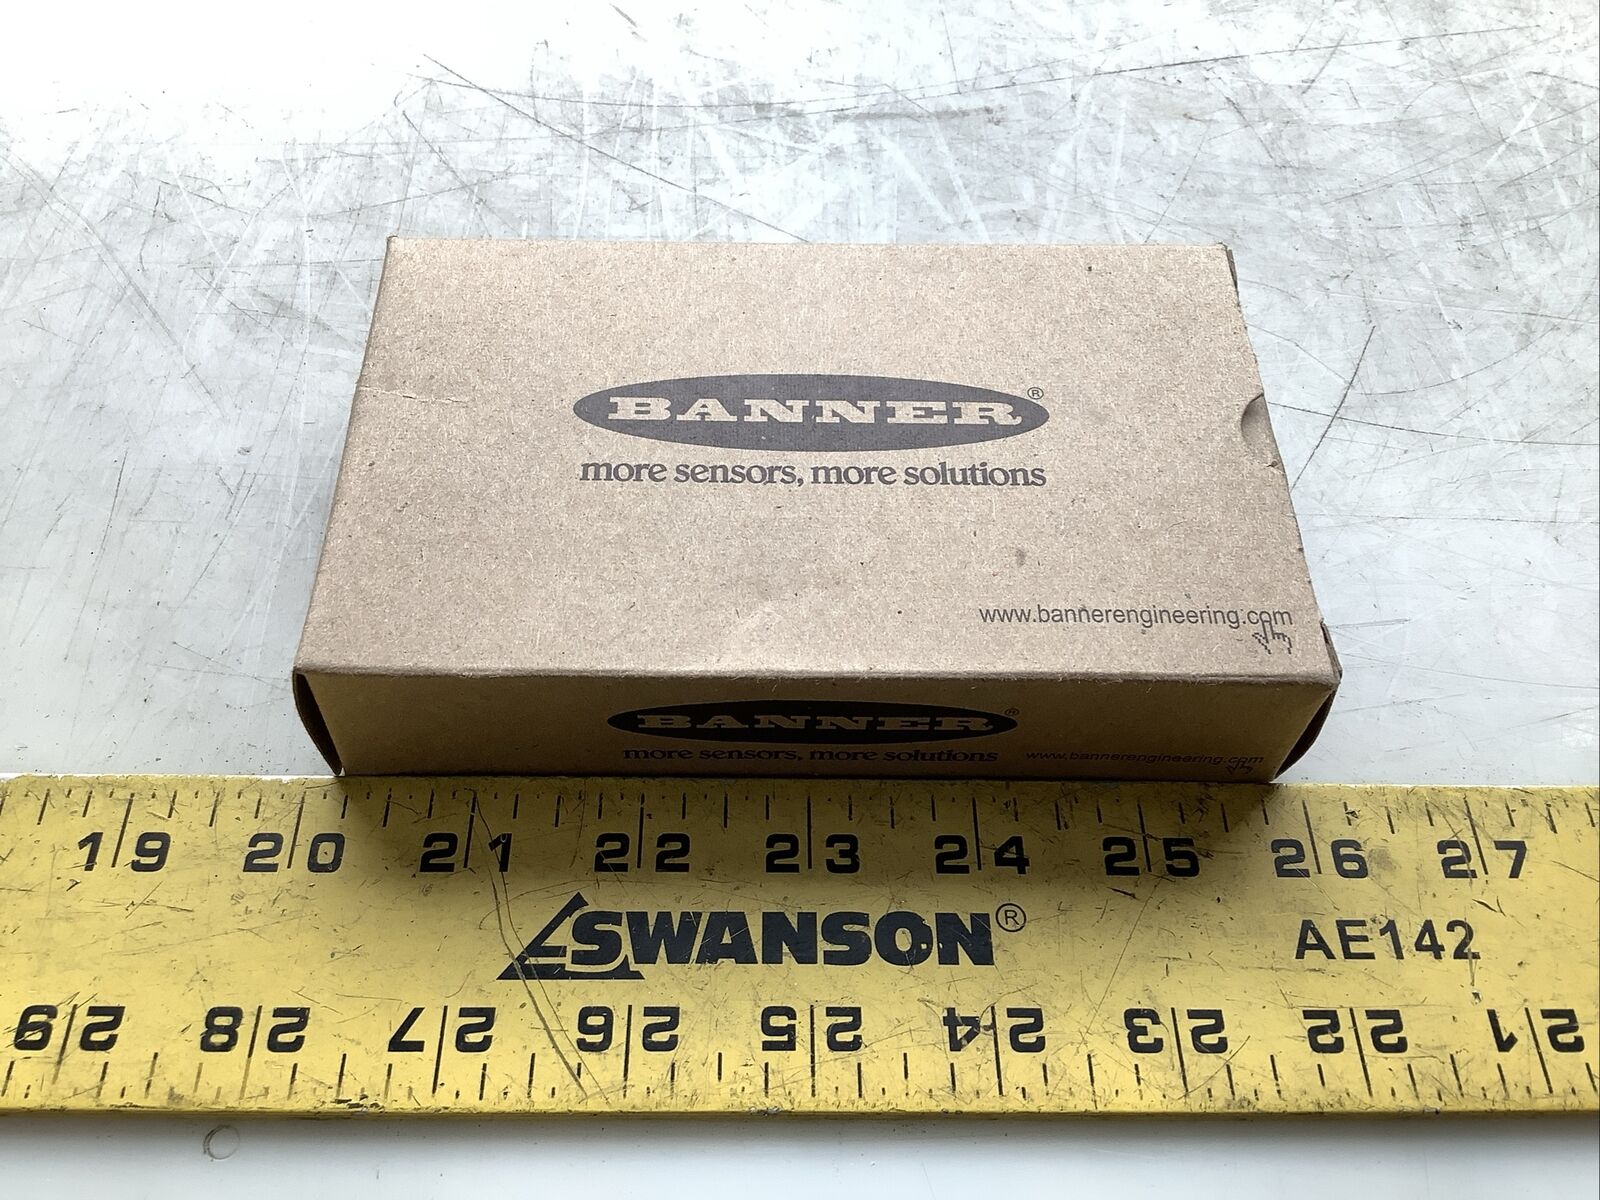 BANNER®
more sensors, more solutions
www.bannerengineering.com
BANNER®
more sensors, more solutions www.bannerengineering.com
19 20 21 22 23 24 25 26 27
SWANSON® AE142
29 28 27 26 25 24 23 22 21